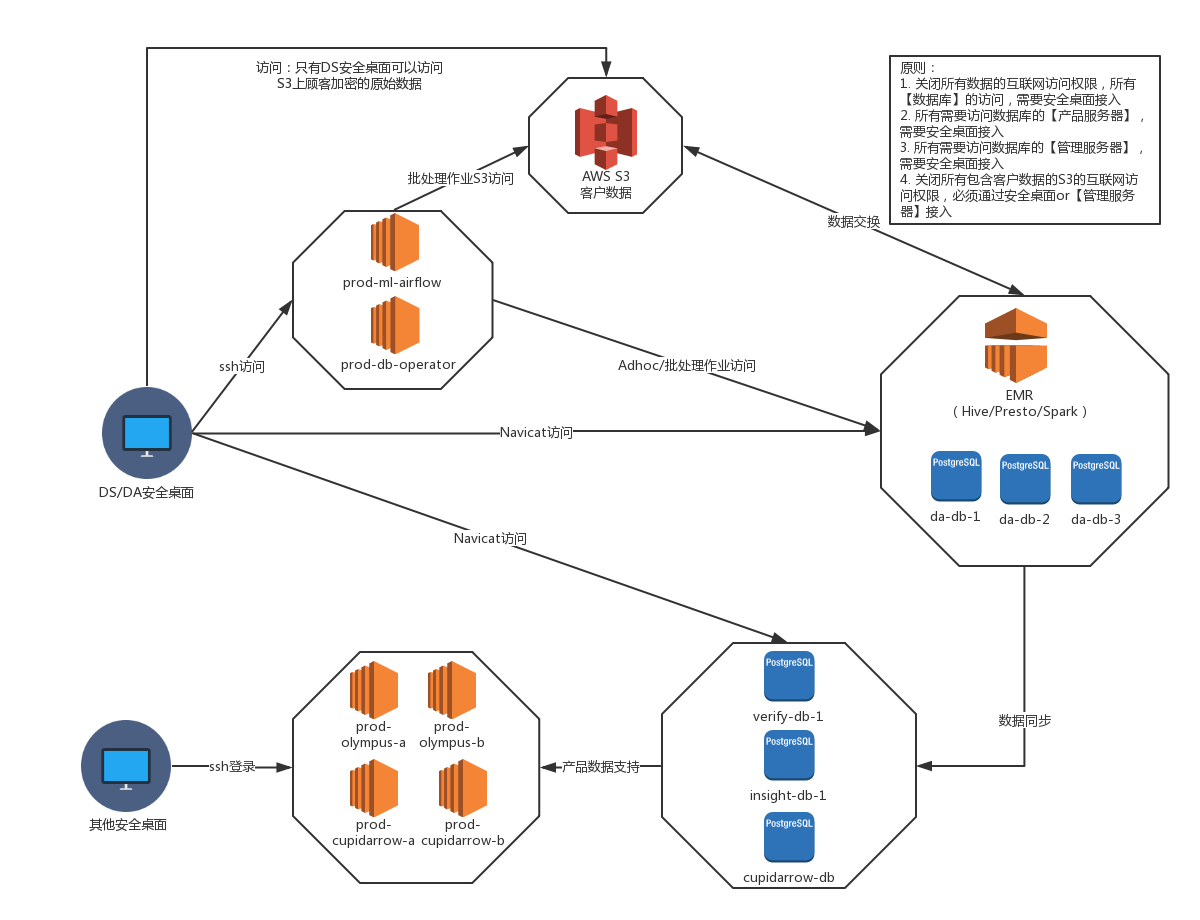 访问：只有DS安全桌面可以访问
S3上顾客加密的原始数据
原则：
1. 关闭所有数据的互联网访问权限，所有
【数据库】的访问，需要安全桌面接入
2. 所有需要访问数据库的【产品服务器】，
需要安全桌面接入
3. 所有需要访问数据库的【管理服务器】，
需要安全桌面接入
4. 关闭所有包含客户数据的S3的互联网访
问权限，必须通过安全桌面or【管理服务
器】接入
AWS S3
客户数据
批处理作业S3访问
数据交换
prod-ml-airflow
prod-db-operator
ssh访问
Adhoc/批处理作业访问
EMR
（Hive/Presto/Spark）
Navicat访问
PostgreSQL
PostgreSQL
PostgreSQL
da-db-1
da-db-2
da-db-3
DS/DA安全桌面
Navicat访问
PostgreSQL
verify-db-1
数据同步
prod-
olympus-a
prod-
olympus-b
PostgreSQL
insight-db-1
ssh登录
产品数据支持
其他安全桌面
prod-
cupidarrow-a
prod-
cupidarrow-b
PostgreSQL
cupidarrow-db